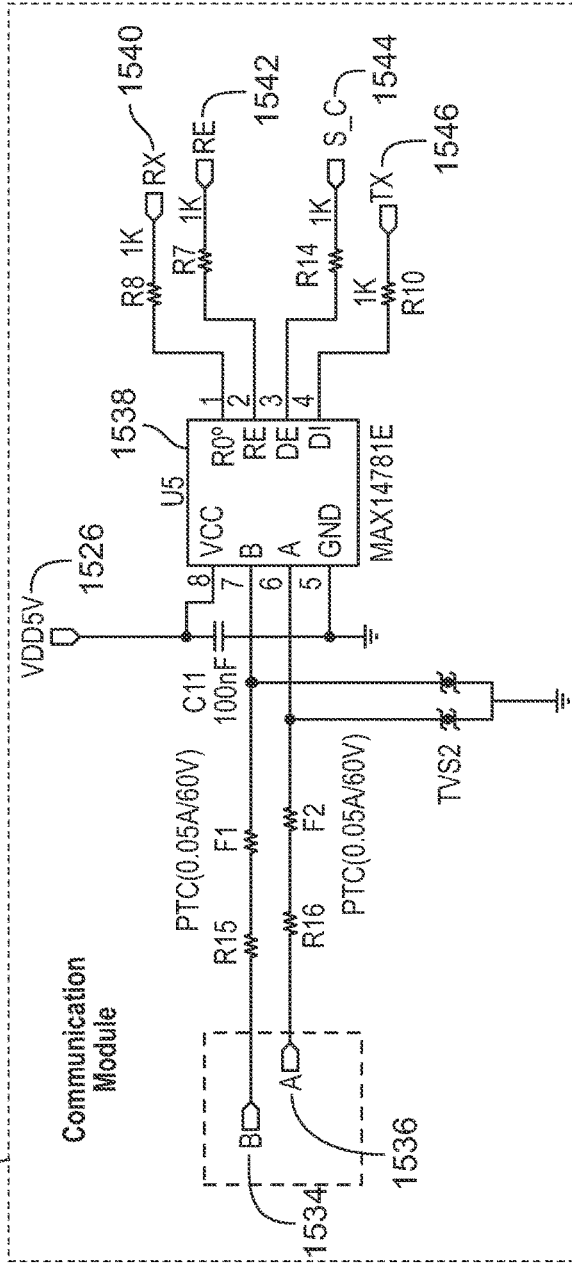 Communication
Module
VDD5V
1526
1534
B
A
1536
R15
PTC(0.05A/60V)
F1
R16
F2
PTC(0.05A/60V)
C11
100nF
TVS2
U5
1538
8
VCC
7
B
6
A
5
GND
R0º
1
RE
2
DE
3
DI
4
MAX14781E
R8
1K
RX
1540
R7
1K
RE
1542
R14
1K
S_C
1544
R10
1K
TX
1546